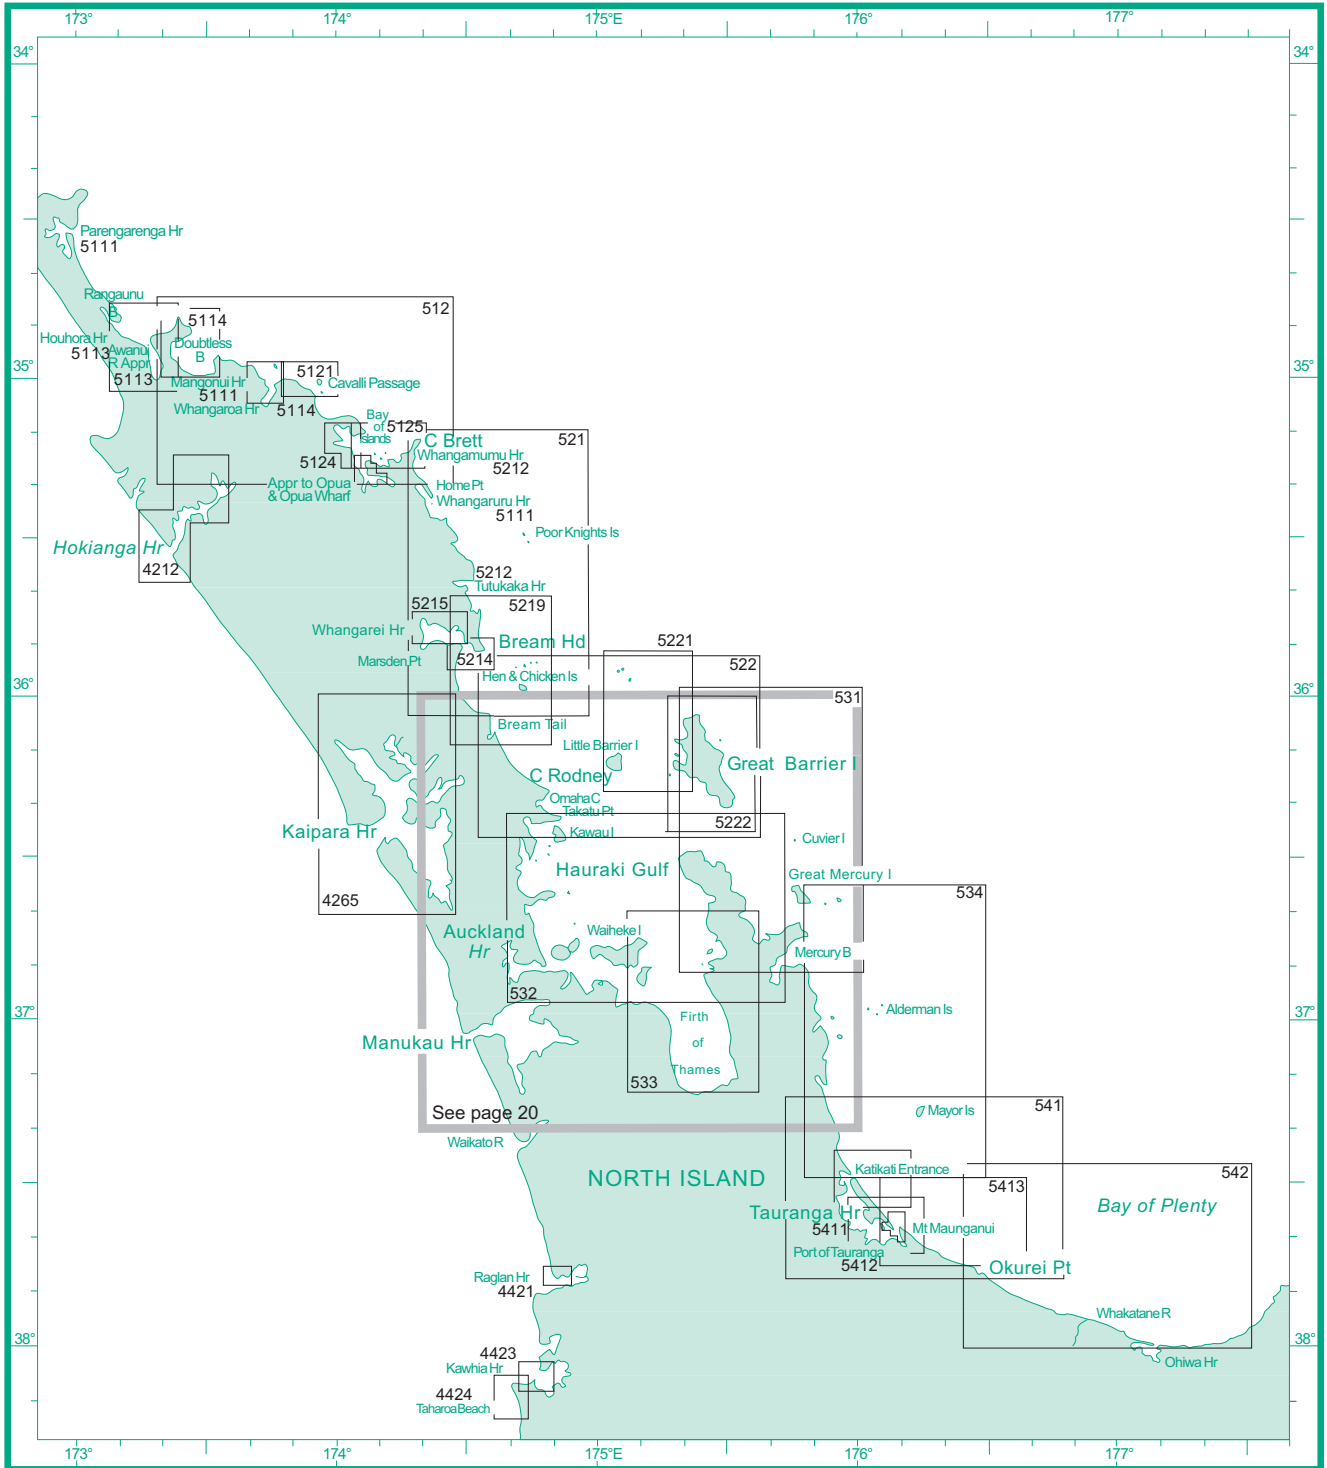 173°
174°
175°E
176°
177°
34°
34°
Parengarenga Hr
5111
Rangaunu
B
512
5114
Houhora Hr
5113
Awanui
R Appr
5113
Doubtless
B
35°
35°
Mangonui Hr
5111
5121
Cavalli Passage
Whangaroa Hr
5114
Bay
of
Islands
5125
C Brett
521
Whangamumu Hr
5212
5124
Appr to Opua
& Opua Wharf
Home Pt
Whangaruru Hr
5111
Poor Knights Is
Hokianga Hr
4212
5212
Tutukaka Hr
5215
5219
Whangarei Hr
Bream Hd
5221
522
Marsden Pt
5214
Hen & Chicken Is
36°
36°
531
Bream Tail
Little Barrier I
Great Barrier I
C Rodney
Omaha C
Takatu Pt
5222
Kaipara Hr
Kawau I
Cuvier I
Hauraki Gulf
Great Mercury I
4265
534
Auckland
Hr
Waiheke I
Mercury B
532
Alderman Is
37°
37°
Firth
of
Thames
Manukau Hr
533
See page 20
Mayor Is
541
Waikato R
NORTH ISLAND
Katikati Entrance
5413
542
Bay of Plenty
Tauranga Hr
5411
Mt Maunganui
Port of Tauranga
5412
Okurei Pt
Raglan Hr
4421
Whakatane R
38°
38°
4423
Kawhia Hr
Ohiwa Hr
4424
Taharoa Beach
173°
174°
175°E
176°
177°